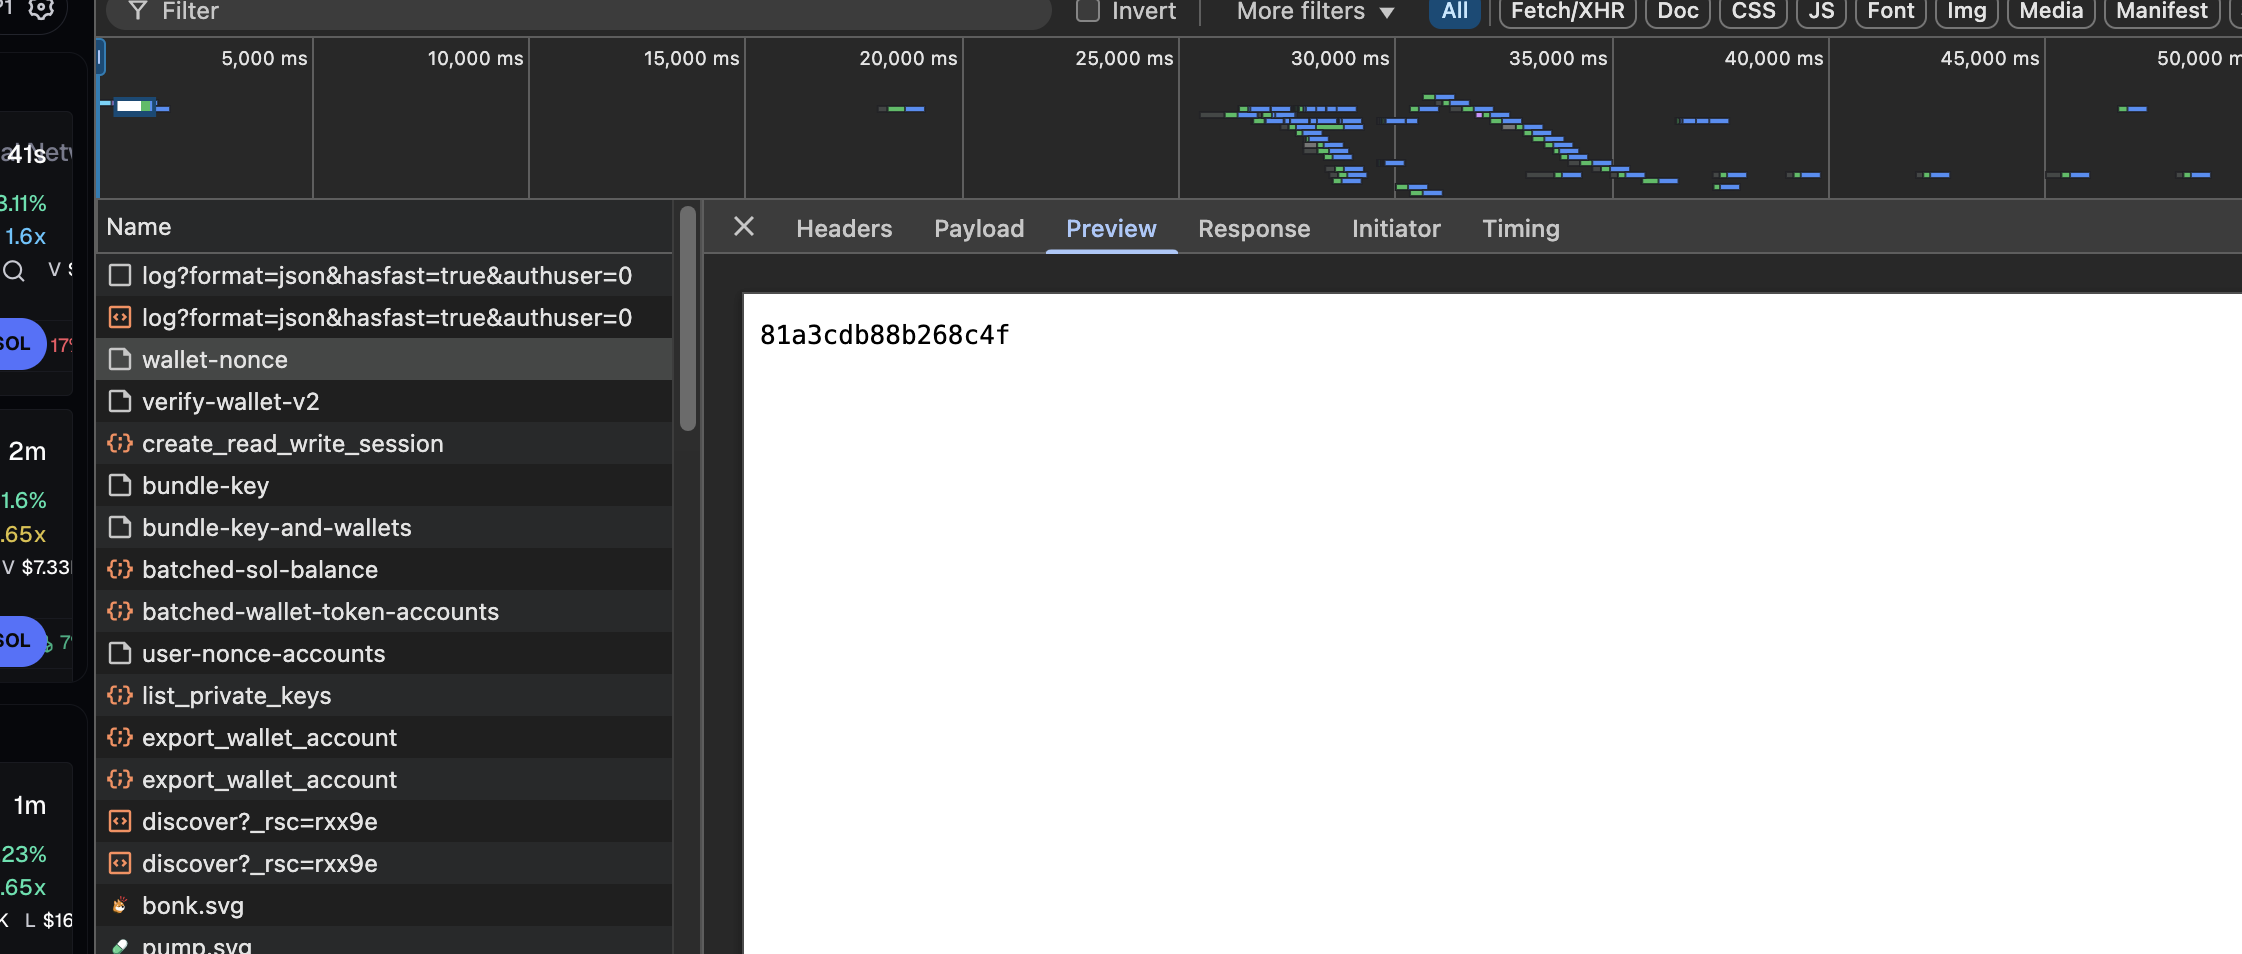 Filter
Invert
More filters
All
Fetch/XHR
Doc
CSS
JS
Font
Img
Media
Manifest
5,000 ms
10,000 ms
15,000 ms
20,000 ms
25,000 ms
30,000 ms
35,000 ms
40,000 ms
45,000 ms
50,000 m
41s
3.11%
1.6x
V $
SOL
17%
2m
1.6%
.65x
V $7.33
SOL
7%
1m
23%
.65x
K L $16
Name
log?format=json&hasfast=true&authuser=0
log?format=json&hasfast=true&authuser=0
wallet-nonce
verify-wallet-v2
create_read_write_session
bundle-key
bundle-key-and-wallets
batched-sol-balance
batched-wallet-token-accounts
user-nonce-accounts
list_private_keys
export_wallet_account
export_wallet_account
discover?_rsc=rxx9e
discover?_rsc=rxx9e
bonk.svg
pump.svg
Headers
Payload
Preview
Response
Initiator
Timing
81a3cdb88b268c4f